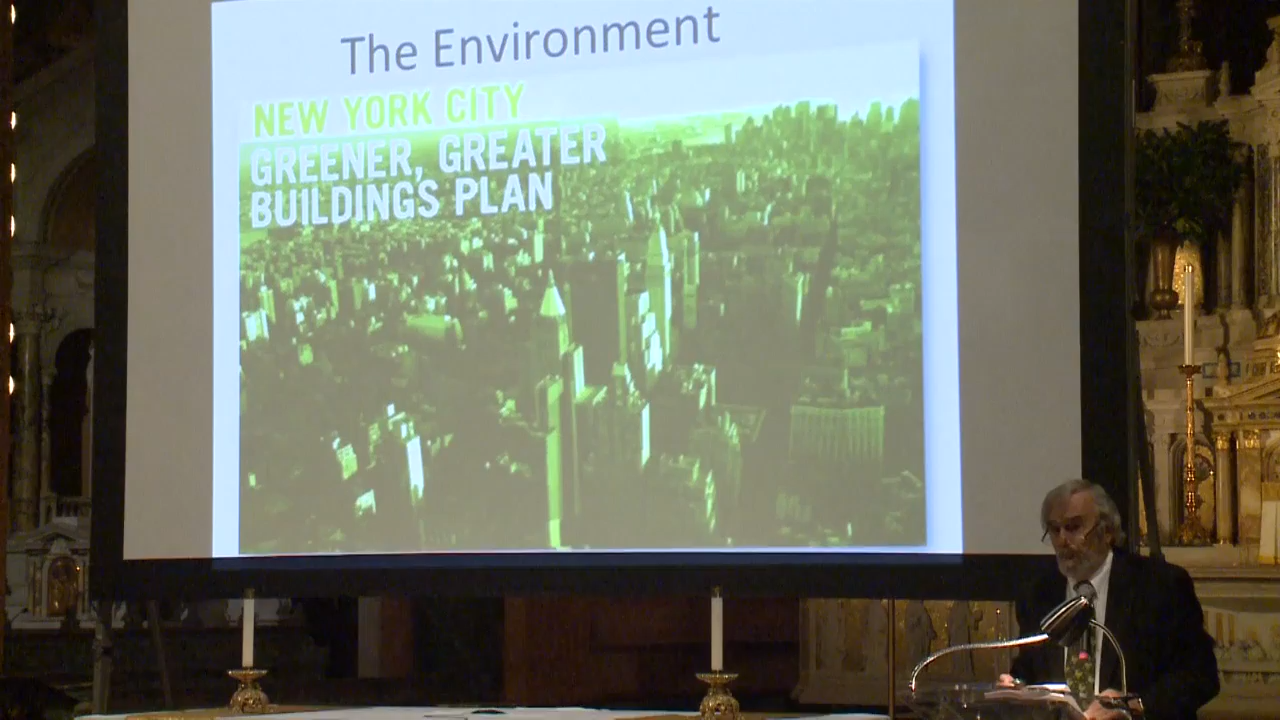 The Environment
NEW YORK CITY
GREENER, GREATER
BUILDINGS PLAN